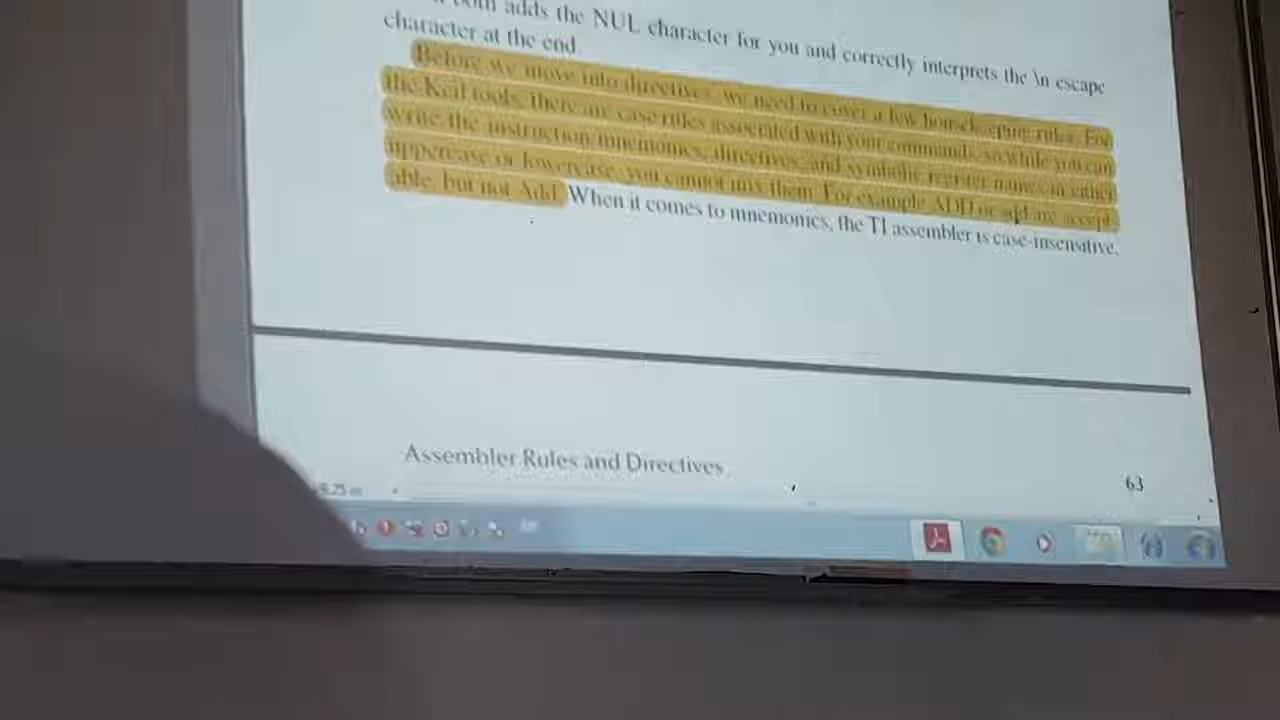 both adds the NUL character for you and correctly interprets the \n escape
character at the end.
Before we move into directives, we need to cover a few housekeeping rules. For
the Keil tools, there are case rules associated with your commands, so while you can
write the instruction mnemonics, directives, and symbolic register names in either
uppercase or lowercase, you cannot mix them. For example ADD or add are accept-
able, but not Add. When it comes to mnemonics, the TI assembler is case-insensitive.
Assembler Rules and Directives
63